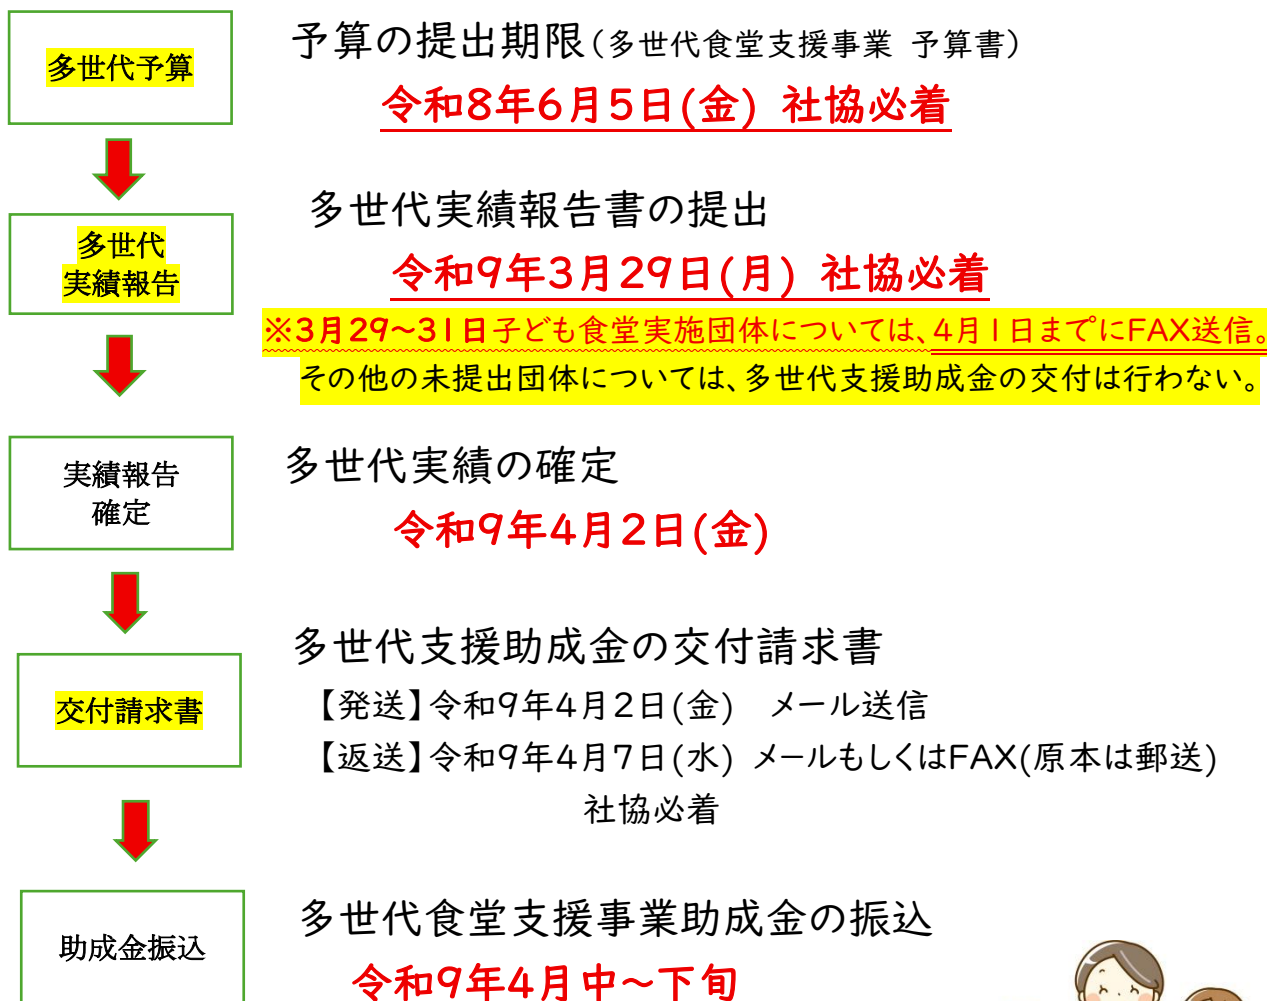 多世代予算
予算の提出期限(多世代食堂支援事業 予算書)
令和8年6月5日(金) 社協必着
多世代
実績報告
多世代実績報告書の提出
令和9年3月29日(月) 社協必着
※3月29~31日子ども食堂実施団体については、4月1日までにFAX送信。
その他の未提出団体については、多世代支援助成金の交付は行わない。
実績報告
確定
多世代実績の確定
令和9年4月2日(金)
交付請求書
多世代支援助成金の交付請求書
【発送】令和9年4月2日(金) メール送信
【返送】令和9年4月7日(水) メールもしくはFAX(原本は郵送)
社協必着
助成金振込
多世代食堂支援事業助成金の振込
令和9年4月中~下旬